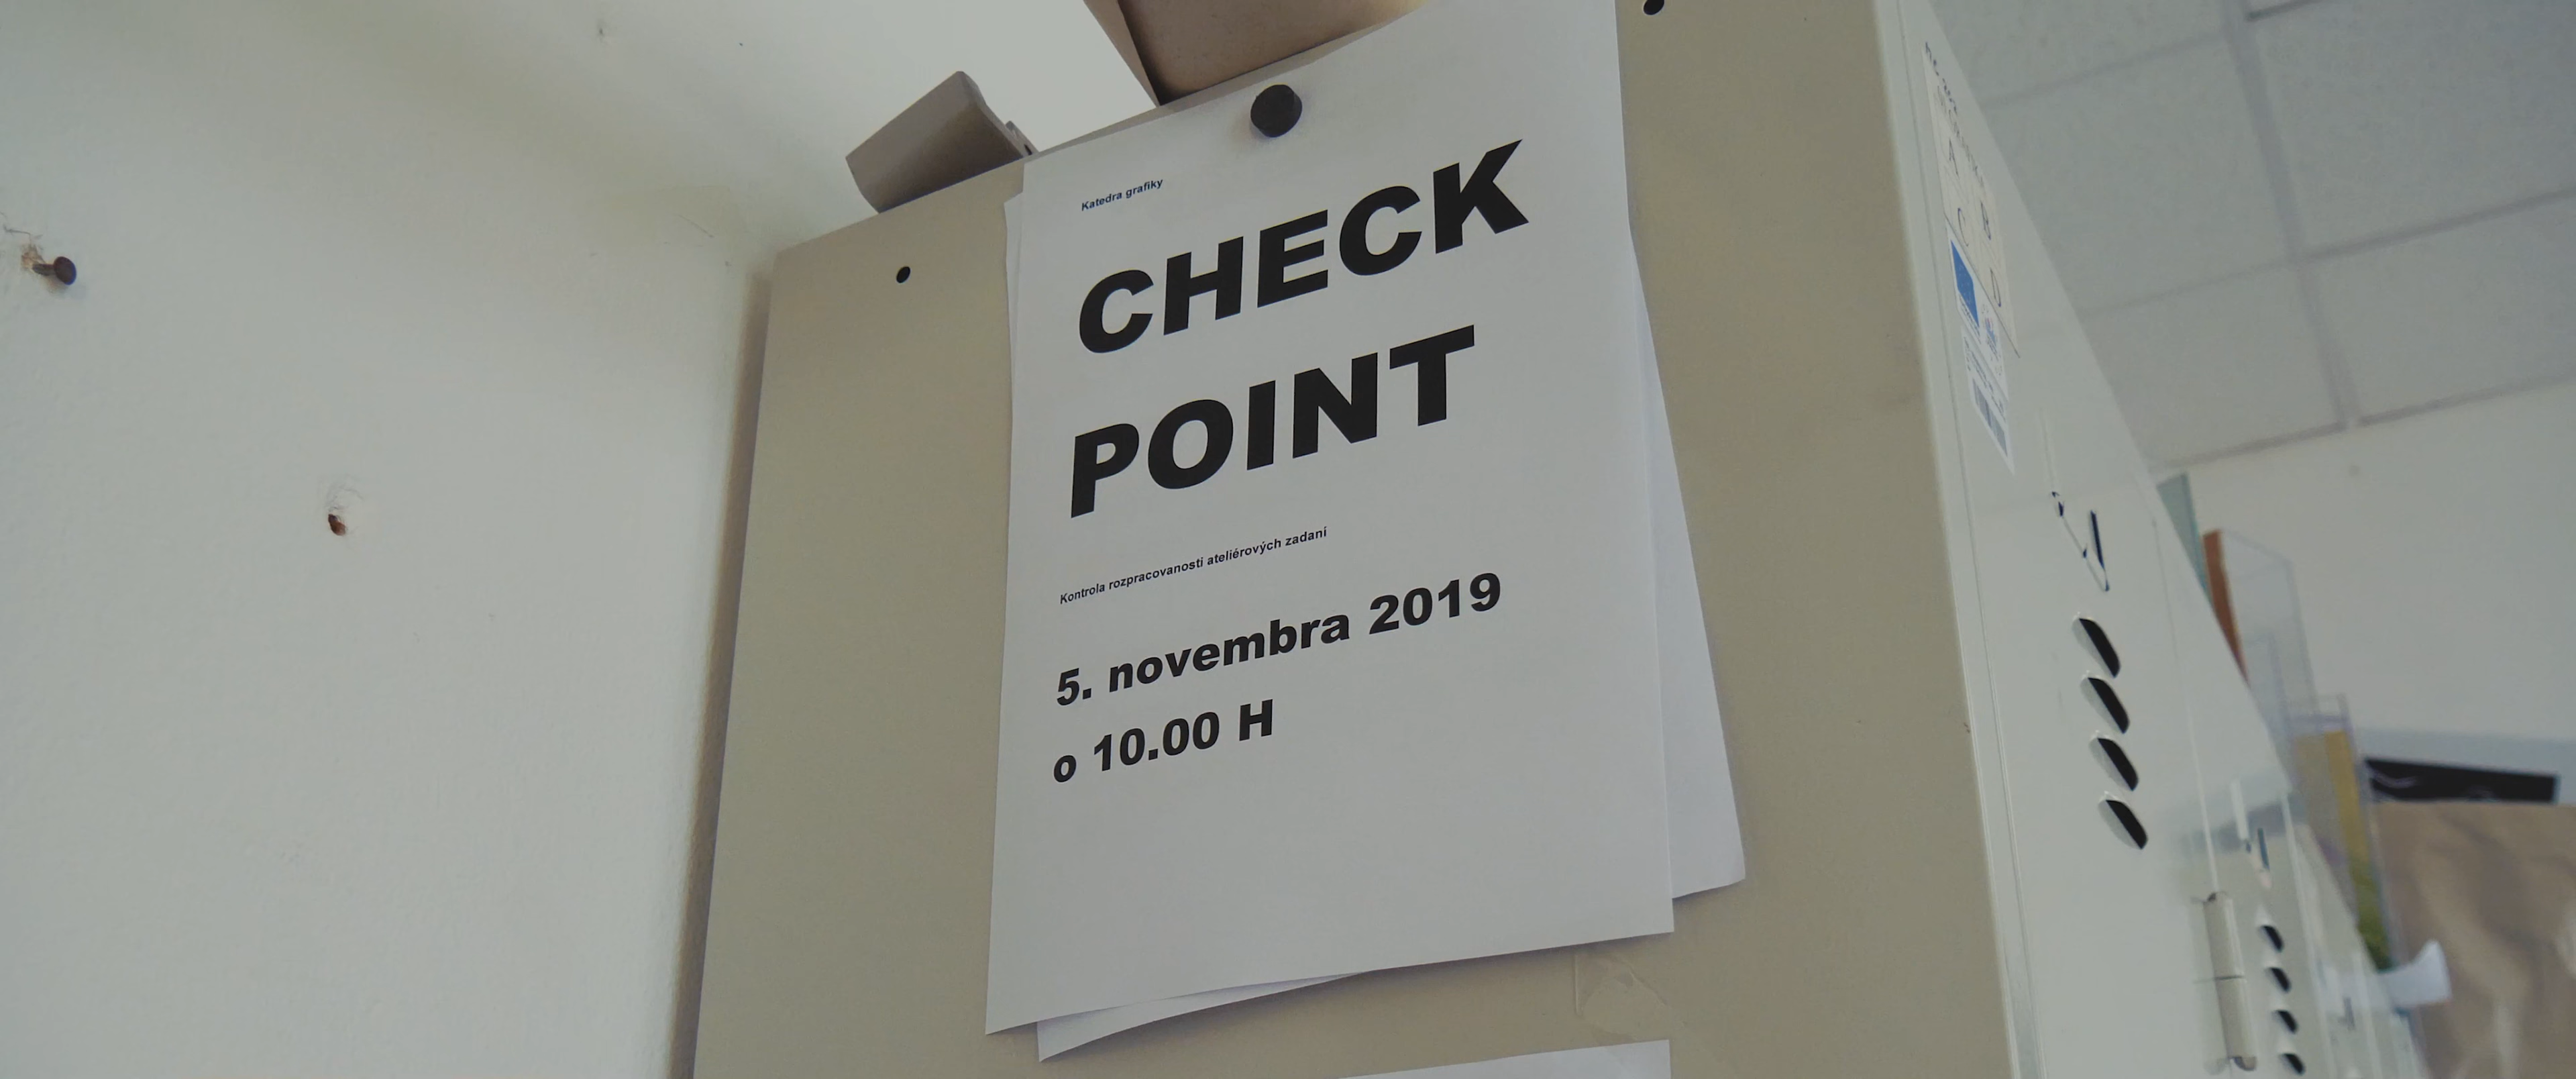 Katedra grafiky
CHECK
POINT
Kontrola rozpracovanosti ateliérových zadaní
5. novembra 2019
o 10.00 H
A
B
C
D